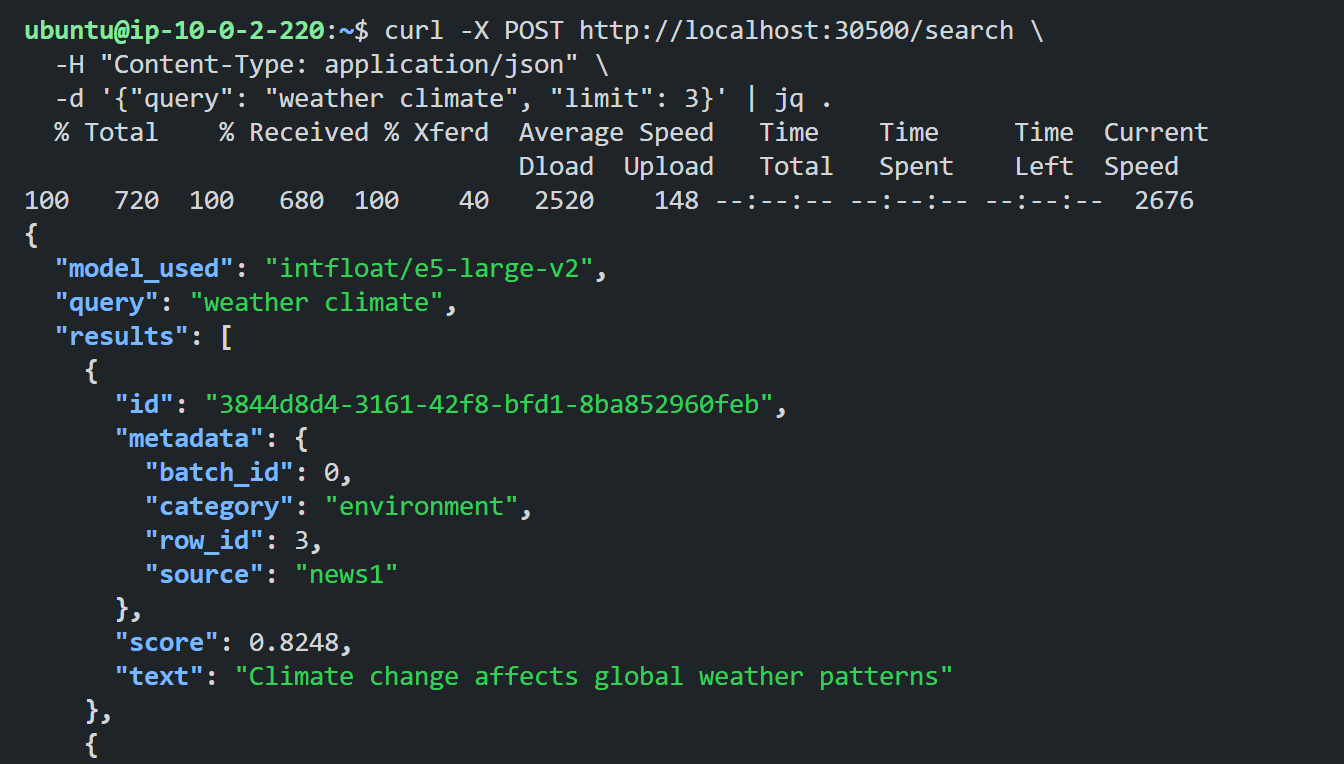 ubuntu@ip-10-0-2-220:~$ curl -X POST http://localhost:30500/search \
  -H "Content-Type: application/json" \
  -d '{"query": "weather climate", "limit": 3}' | jq .
  % Total    % Received % Xferd  Average Speed   Time    Time     Time  Current
                                 Dload  Upload   Total   Spent    Left  Speed
100   720  100   680  100    40   2520    148 --:--:-- --:--:-- --:--:--  2676
{
  "model_used": "intfloat/e5-large-v2",
  "query": "weather climate",
  "results": [
    {
      "id": "3844d8d4-3161-42f8-bfd1-8ba852960feb",
      "metadata": {
        "batch_id": 0,
        "category": "environment",
        "row_id": 3,
        "source": "news1"
      },
      "score": 0.8248,
      "text": "Climate change affects global weather patterns"
    },
    {